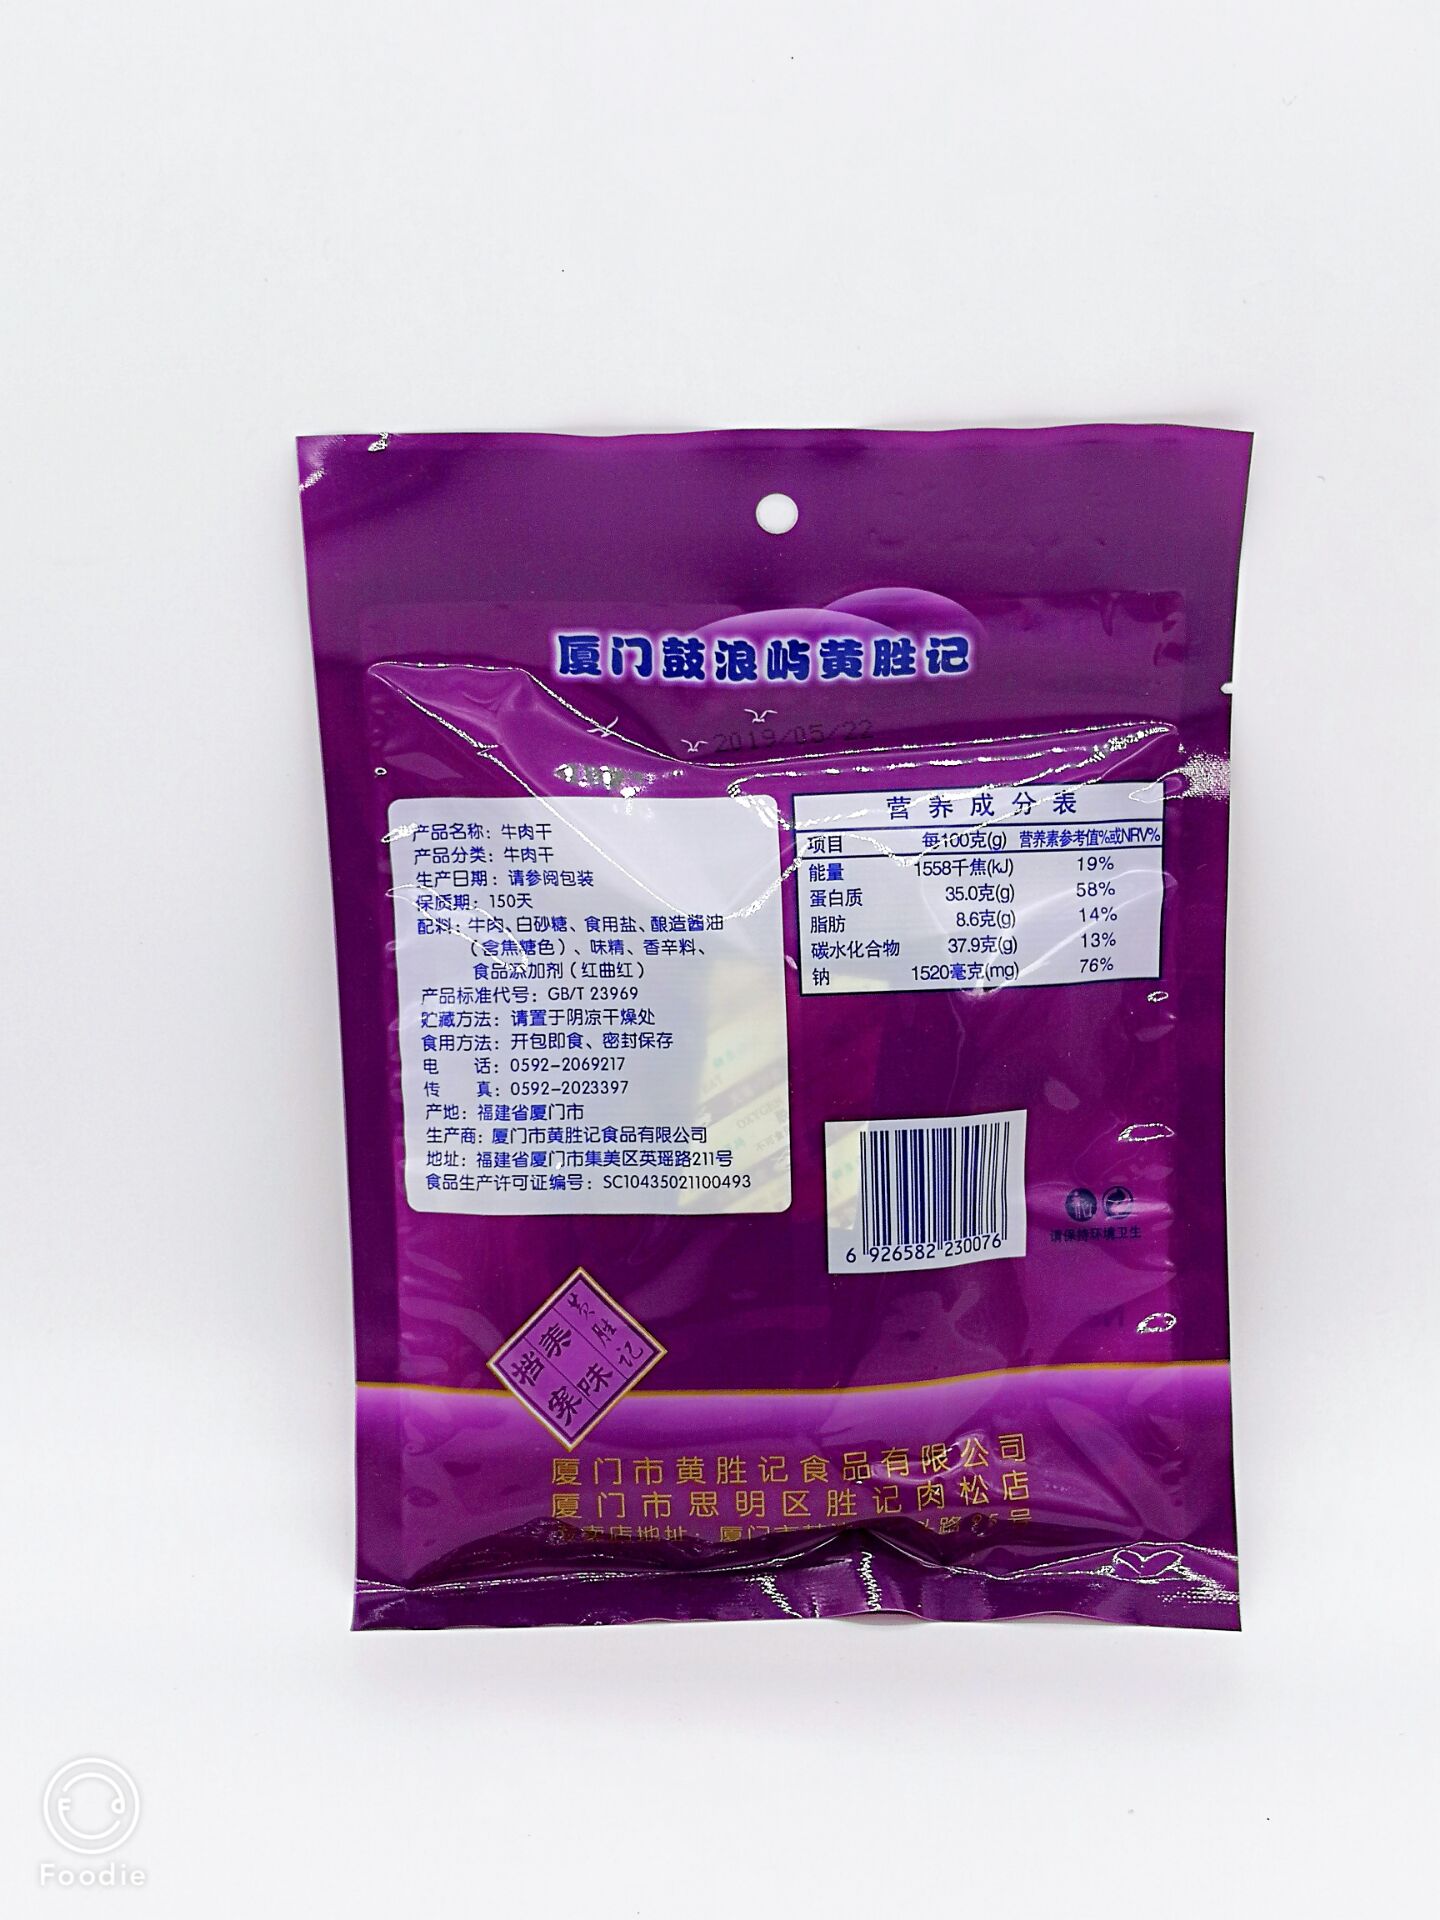 厦门鼓浪屿黄胜记
2019/05/22
产品名称：牛肉干
产品分类：牛肉干
生产日期：请参阅包装
保质期：150天
配料：牛肉、白砂糖、食用盐、酿造酱油
（含焦糖色）、味精、香辛料、
食品添加剂（红曲红）
产品标准代号：GB/T 23969
贮藏方法：请置于阴凉干燥处
食用方法：开包即食、密封保存
电 话：0592-2069217
传 真：0592-2023397
产地：福建省厦门市
生产商：厦门市黄胜记食品有限公司
地址：福建省厦门市集美区英瑶路211号
食品生产许可证编号：SC10435021100493
营养成分表
项目 每100克(g) 营养素参考值%或NRV%
能量 1558千焦(kJ) 19%
蛋白质 35.0克(g) 58%
脂肪 8.6克(g) 14%
碳水化合物 37.9克(g) 13%
钠 1520毫克(mg) 76%
6 926582 230076
请保持环境卫生
黄胜记
美味
档案
厦门市黄胜记食品有限公司
厦门市思明区胜记肉松店
卖店地址：厦门市 路 号
Foodie